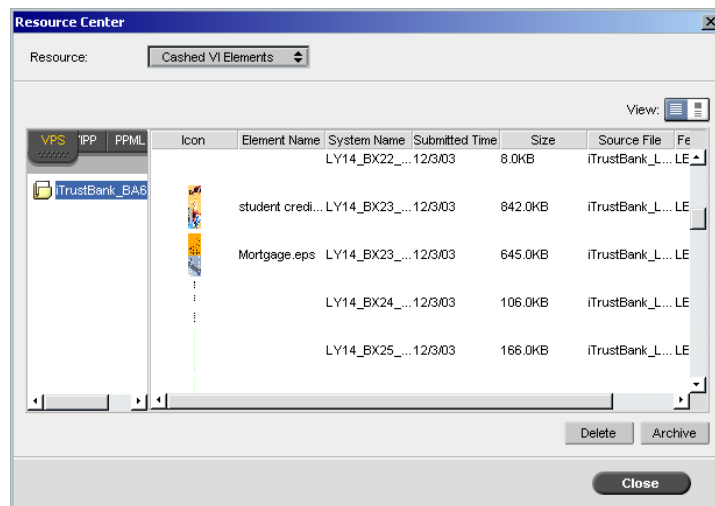 Resource Center
Resource: Cashed VI Elements
View:
VPS VIPP PPML Icon Element Name System Name Submitted Time Size Source File Fe
LY14_BX22_... 12/3/03 8.0KB iTrustBank_L... LE
iTrustBank_BA6
student credi... LY14_BX23_... 12/3/03 842.0KB iTrustBank_L... LE
Mortgage.eps LY14_BX23_... 12/3/03 645.0KB iTrustBank_L... LE
LY14_BX24_... 12/3/03 106.0KB iTrustBank_L... LE
LY14_BX25_... 12/3/03 166.0KB iTrustBank_L... LE
Delete Archive
Close